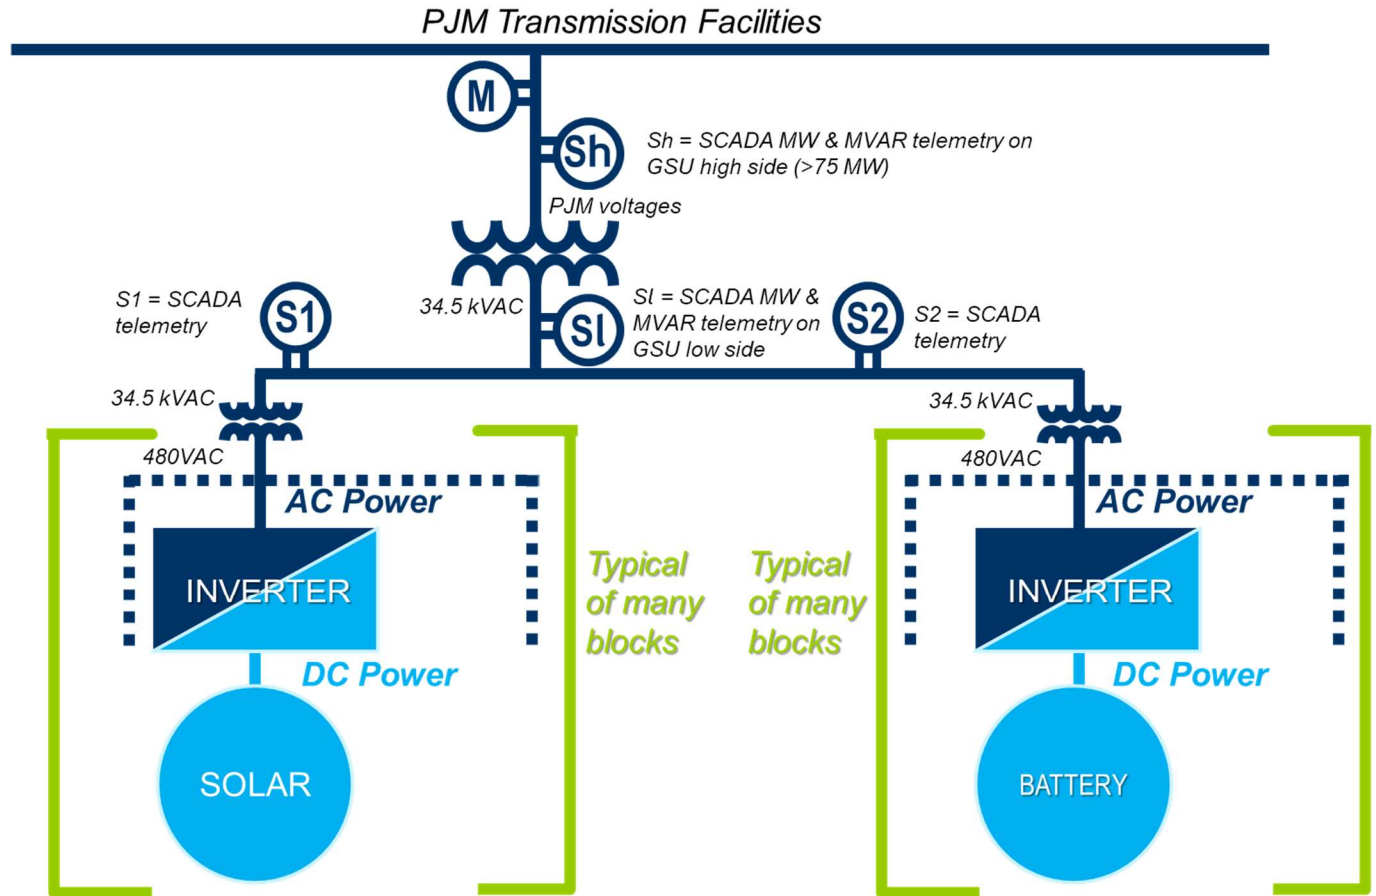 PJM Transmission Facilities
M
Sh
Sh = SCADA MW & MVAR telemetry on
GSU high side (>75 MW)
PJM voltages
S1 = SCADA
telemetry
S1
34.5 kVAC
Sl
Sl = SCADA MW &
MVAR telemetry on
GSU low side
S2
S2 = SCADA
telemetry
34.5 kVAC
480VAC
AC Power
INVERTER
DC Power
SOLAR
Typical
of many
blocks
Typical
of many
blocks
34.5 kVAC
480VAC
AC Power
INVERTER
DC Power
BATTERY